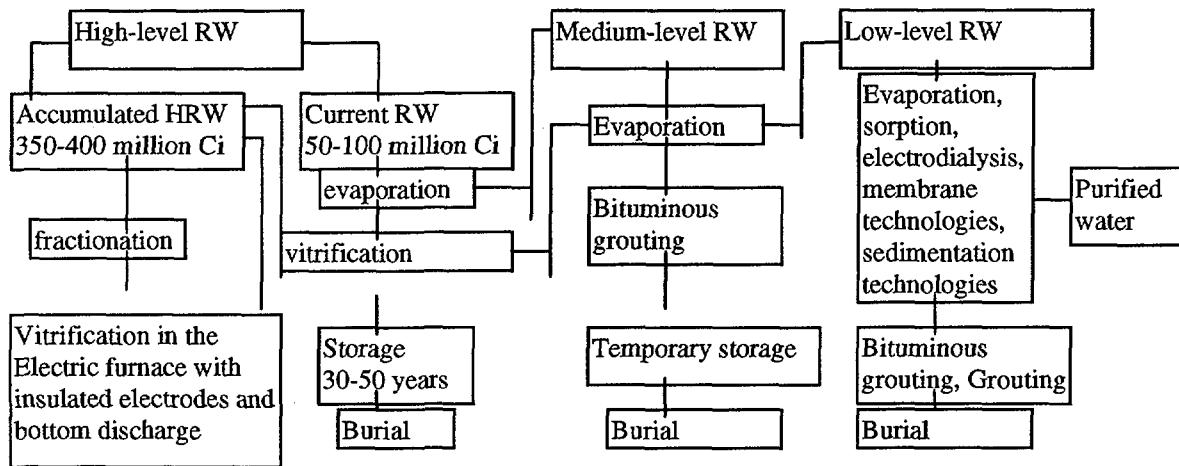 High-level RW
Medium-level RW
Low-level RW
Accumulated HRW
350-400 million Ci
Current RW
50-100 million Ci
evaporation
Evaporation
Evaporation,
sorption,
electrodialysis,
membrane
technologies,
sedimentation
technologies
Purified
water
fractionation
vitrification
Bituminous
grouting
Vitrification in the
Electric furnace with
insulated electrodes and
bottom discharge
Storage
30-50 years
Burial
Temporary storage
Burial
Bituminous
grouting, Grouting
Burial